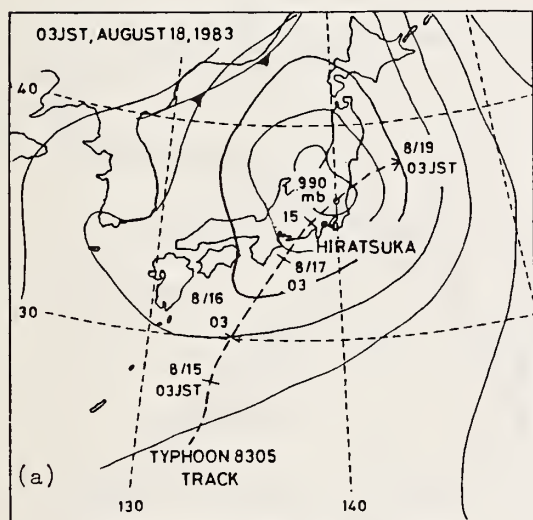 03JST, AUGUST 18, 1983
40
8/19
03JST
990
mb
15
HIRATSUKA
8/17
03
8/16
03
30
8/15
03JST
TYPHOON 8305
TRACK
(a)
130
140